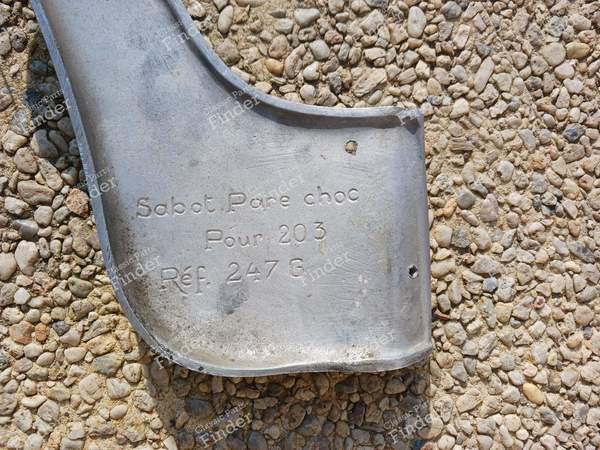 Sabot Pare choc
Pour 203
Réf. 247 G